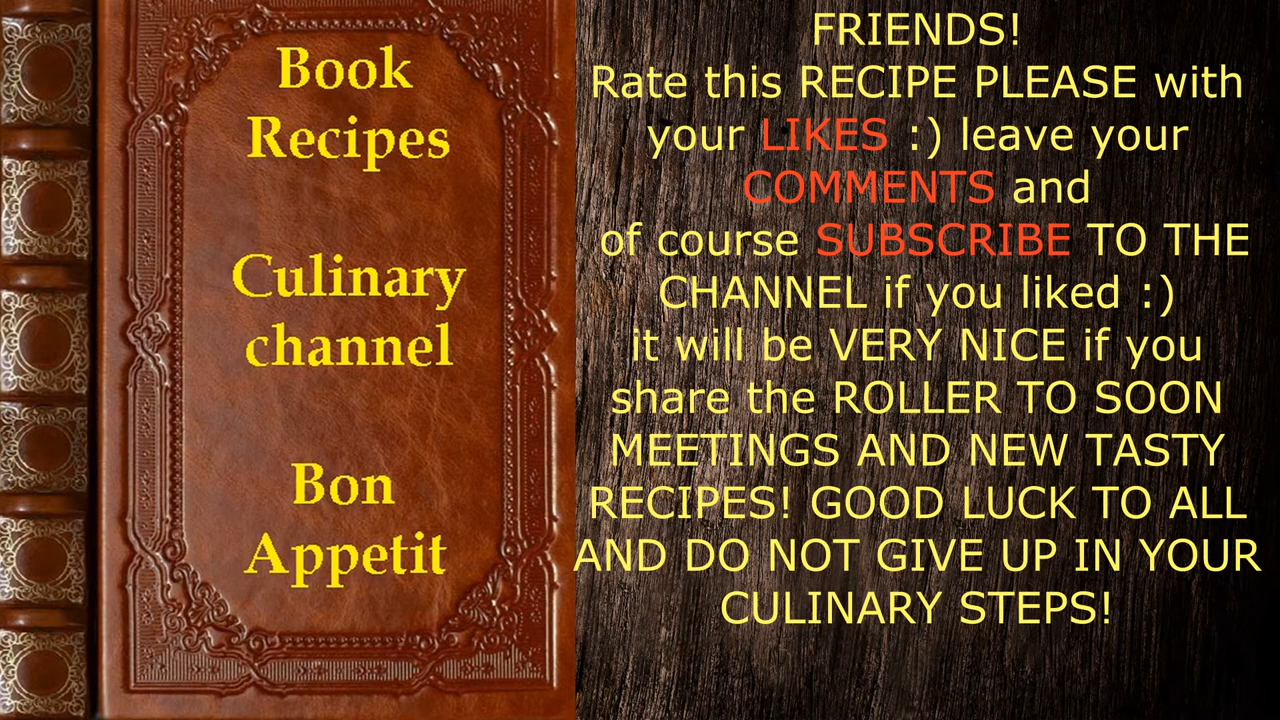 Book
Recipes
Culinary
channel
Bon
Appetit
FRIENDS!
Rate this RECIPE PLEASE with
your LIKES :) leave your
COMMENTS and
of course SUBSCRIBE TO THE
CHANNEL if you liked :)
it will be VERY NICE if you
share the ROLLER TO SOON
MEETINGS AND NEW TASTY
RECIPES! GOOD LUCK TO ALL
AND DO NOT GIVE UP IN YOUR
CULINARY STEPS!